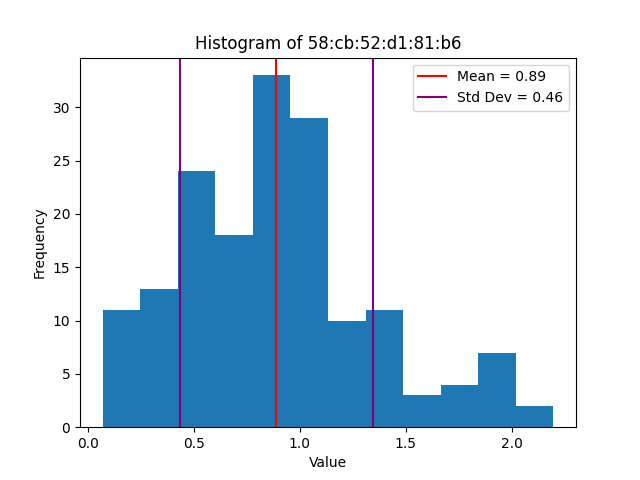 Histogram of 58:cb:52:d1:81:b6
Mean = 0.89
Std Dev = 0.46
Frequency
30
25
20
15
10
5
0
0.0 0.5 1.0 1.5 2.0
Value